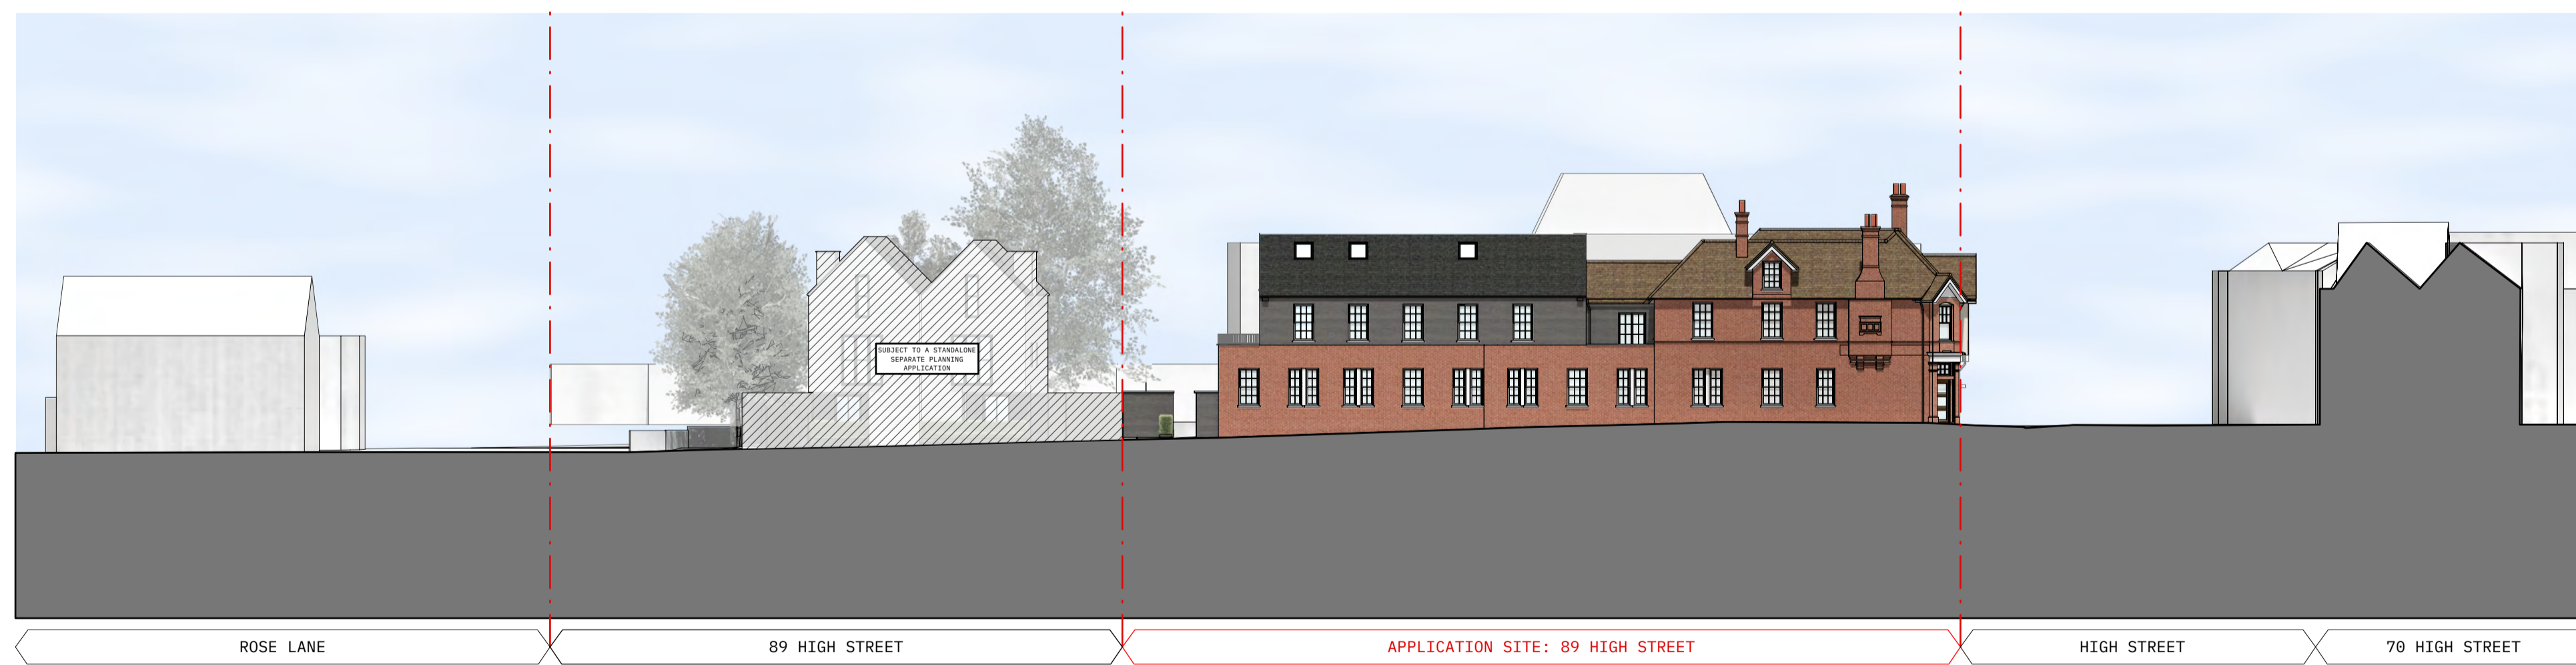 SUBJECT TO A STANDALONE
SEPARATE PLANNING
APPLICATION
ROSE LANE
89 HIGH STREET
APPLICATION SITE: 89 HIGH STREET
HIGH STREET
70 HIGH STREET